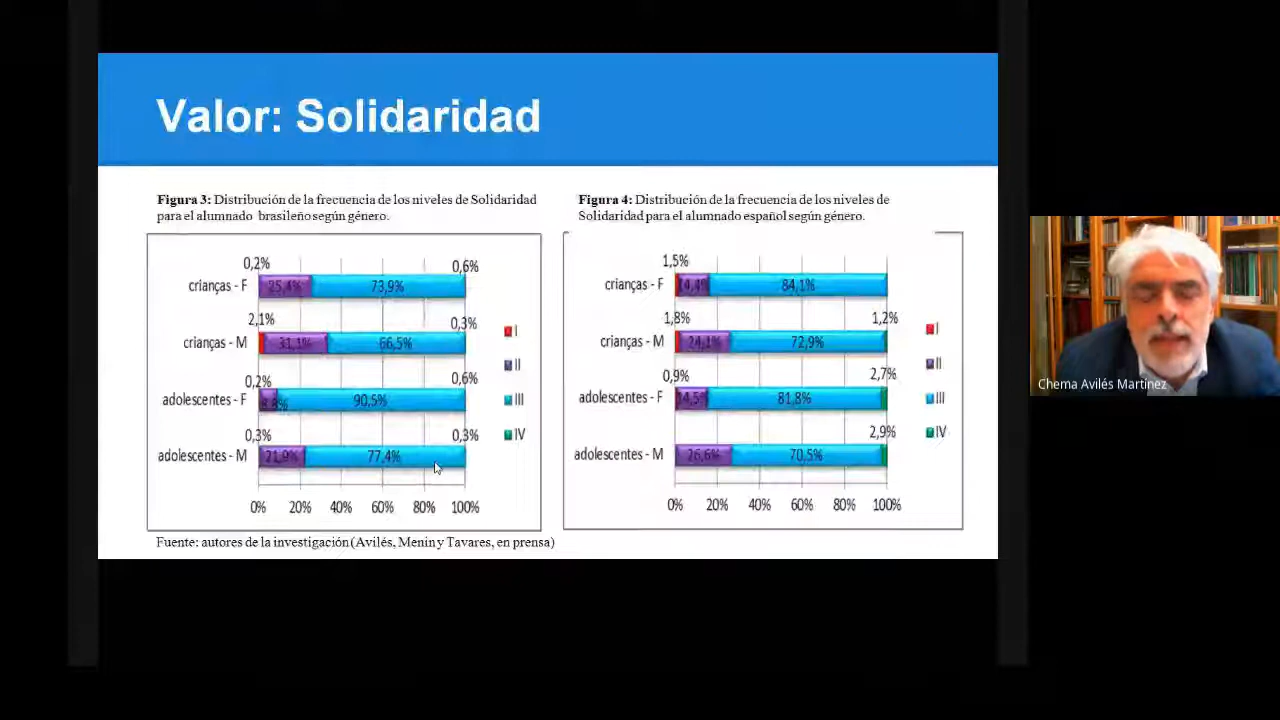 Valor: Solidaridad
Figura 3: Distribución de la frecuencia de los niveles de Solidaridad
para el alumnado brasileño según género.
0,2%
0,6%
crianças - F
25,4%
73,9%
2,1%
0,3%
crianças - M
31,1%
66,5%
0,2%
0,6%
adolescentes - F
8,8%
90,5%
0,3%
0,3%
adolescentes - M
21,9%
77,4%
0% 20% 40% 60% 80% 100%
I
II
III
IV
Figura 4: Distribución de la frecuencia de los niveles de
Solidaridad para el alumnado español según género.
1,5%
crianças - F
14,4%
84,1%
1,8%
1,2%
crianças - M
24,1%
72,9%
0,9%
2,7%
adolescentes - F
14,5%
81,8%
2,9%
adolescentes - M
26,6%
70,5%
0% 20% 40% 60% 80% 100%
I
II
III
IV
Fuente: autores de la investigación (Avilés, Menin y Tavares, en prensa)
Chema Avilés Martínez